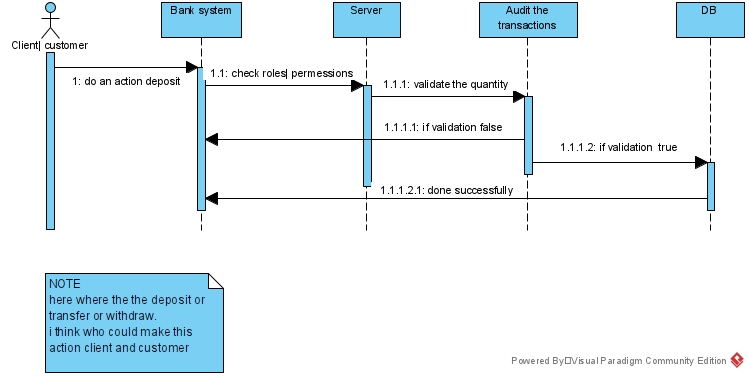 Bank system
Server
Audit the
transactions
DB
Client| customer
1: do an action deposit
1.1: check roles| permessions
1.1.1: validate the quantity
1.1.1.1: if validation false
1.1.1.2: if validation true
1.1.1.2.1: done successfully
NOTE
here where the the deposit or
transfer or withdraw.
i think who could make this
action client and customer
Powered By Visual Paradigm Community Edition